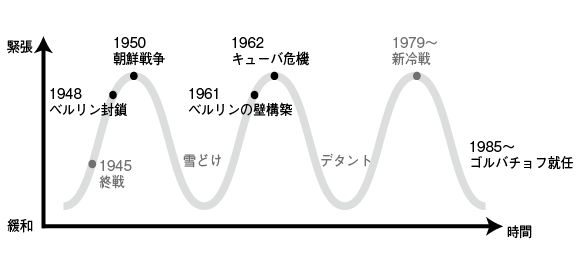 緊張
1950
朝鮮戦争
1962
キューバ危機
1979〜
新冷戦
1948
ベルリン封鎖
1961
ベルリンの壁構築
1945
終戦
雪どけ
デタント
1985〜
ゴルバチョフ就任
緩和
時間